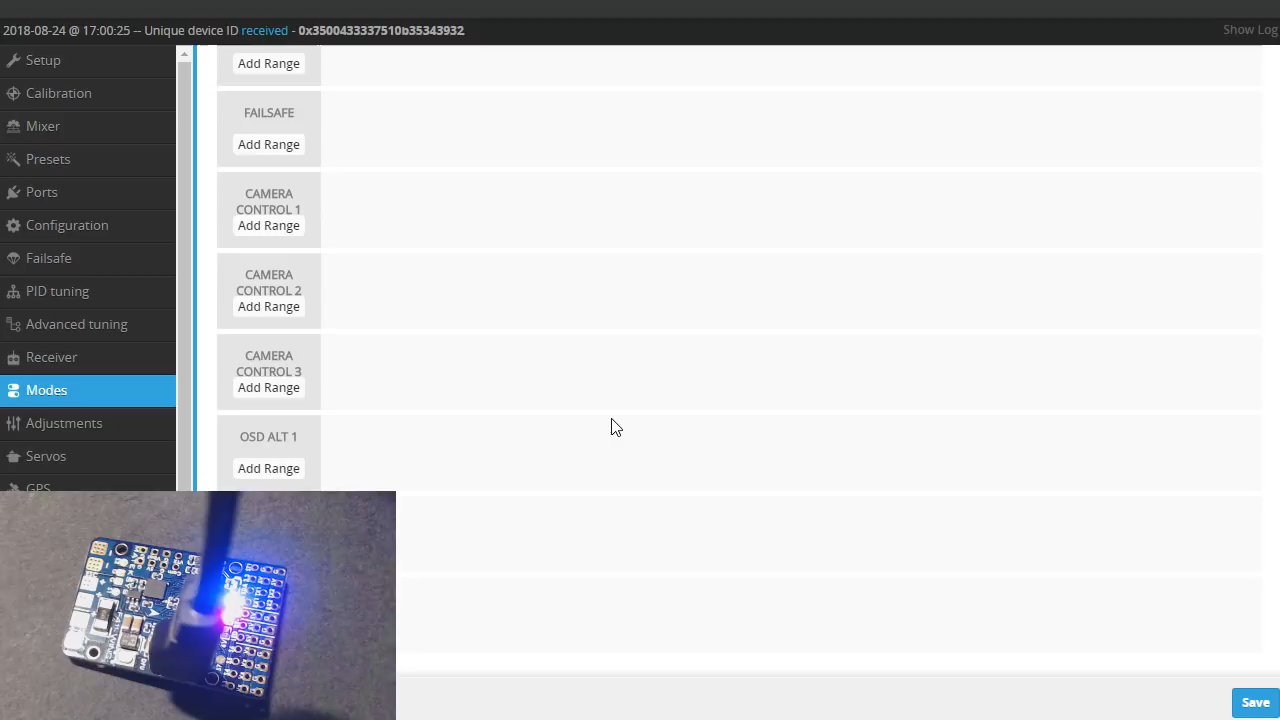 2018-08-24 @ 17:00:25 -- Unique device ID received - 0x3500433337510b35343932
Show Log
Setup
Calibration
Mixer
Presets
Ports
Configuration
Failsafe
PID tuning
Advanced tuning
Receiver
Modes
Adjustments
Servos
GPS
Add Range
FAILSAFE
Add Range
CAMERA
CONTROL 1
Add Range
CAMERA
CONTROL 2
Add Range
CAMERA
CONTROL 3
Add Range
OSD ALT 1
Add Range
Save